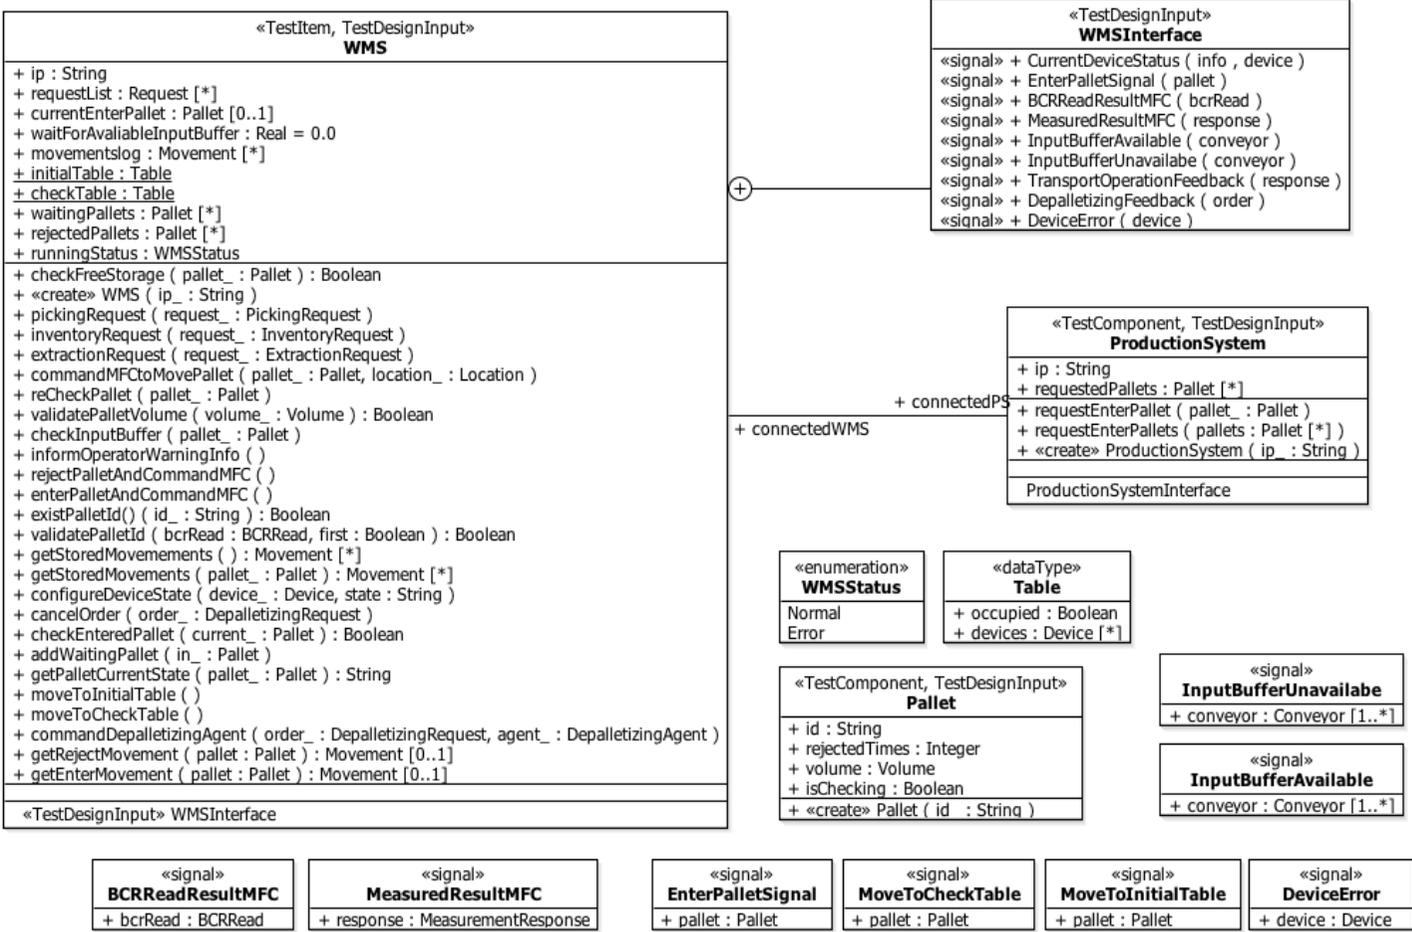 «TestItem, TestDesignInput»
WMS
+ ip : String
+ requestList : Request [*]
+ currentEnterPallet : Pallet [0..1]
+ waitForAvaliableInputBuffer : Real = 0.0
+ movementslog : Movement [*]
+ initialTable : Table
+ checkTable : Table
+ waitingPallets : Pallet [*]
+ rejectedPallets : Pallet [*]
+ runningStatus : WMSStatus
+ checkFreeStorage ( pallet_ : Pallet ) : Boolean
+ «create» WMS ( ip_ : String )
+ pickingRequest ( request_ : PickingRequest )
+ inventoryRequest ( request_ : InventoryRequest )
+ extractionRequest ( request_ : ExtractionRequest )
+ commandMFCtoMovePallet ( pallet_ : Pallet, location_ : Location )
+ reCheckPallet ( pallet_ : Pallet )
+ validatePalletVolume ( volume_ : Volume ) : Boolean
+ checkInputBuffer ( pallet_ : Pallet )
+ informOperatorWarningInfo ( )
+ rejectPalletAndCommandMFC ( )
+ enterPalletAndCommandMFC ( )
+ existPalletId() ( id_ : String ) : Boolean
+ validatePalletId ( bcrRead : BCRRead, first : Boolean ) : Boolean
+ getStoredMovemements ( ) : Movement [*]
+ getStoredMovements ( pallet_ : Pallet ) : Movement [*]
+ configureDeviceState ( device_ : Device, state : String )
+ cancelOrder ( order_ : DepalletizingRequest )
+ checkEnteredPallet ( current_ : Pallet ) : Boolean
+ addWaitingPallet ( in_ : Pallet )
+ getPalletCurrentState ( pallet_ : Pallet ) : String
+ moveToInitialTable ( )
+ moveToCheckTable ( )
+ commandDepalletizingAgent ( order_ : DepalletizingRequest, agent_ : DepalletizingAgent )
+ getRejectMovement ( pallet : Pallet ) : Movement [0..1]
+ getEnterMovement ( pallet : Pallet ) : Movement [0..1]
«TestDesignInput» WMSInterface
«TestDesignInput»
WMSInterface
«signal» + CurrentDeviceStatus ( info , device )
«signal» + EnterPalletSignal ( pallet )
«signal» + BCRReadResultMFC ( bcrRead )
«signal» + MeasuredResultMFC ( response )
«signal» + InputBufferAvailable ( conveyor )
«signal» + InputBufferUnavailabe ( conveyor )
«signal» + TransportOperationFeedback ( response )
«signal» + DepalletizingFeedback ( order )
«signal» + DeviceError ( device )
+ connectedPS
+ connectedWMS
«TestComponent, TestDesignInput»
ProductionSystem
+ ip : String
+ requestedPallets : Pallet [*]
+ requestEnterPallet ( pallet_ : Pallet )
+ requestEnterPallets ( pallets : Pallet [*] )
+ «create» ProductionSystem ( ip_ : String )
ProductionSystemInterface
«enumeration»
WMSStatus
Normal
Error
«dataType»
Table
+ occupied : Boolean
+ devices : Device [*]
«TestComponent, TestDesignInput»
Pallet
+ id : String
+ rejectedTimes : Integer
+ volume : Volume
+ isChecking : Boolean
+ «create» Pallet ( id_ : String )
«signal»
InputBufferUnavailabe
+ conveyor : Conveyor [1..*]
«signal»
InputBufferAvailable
+ conveyor : Conveyor [1..*]
«signal»
BCRReadResultMFC
+ bcrRead : BCRRead
«signal»
MeasuredResultMFC
+ response : MeasurementResponse
«signal»
EnterPalletSignal
+ pallet : Pallet
«signal»
MoveToCheckTable
+ pallet : Pallet
«signal»
MoveToInitialTable
+ pallet : Pallet
«signal»
DeviceError
+ device : Device